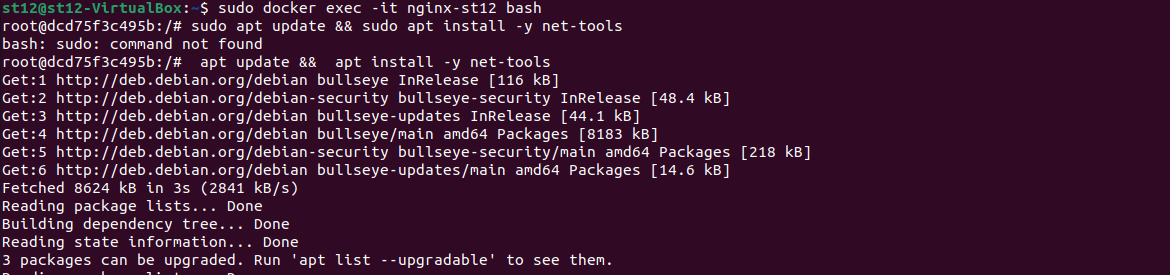 st12@st12-VirtualBox:~$ sudo docker exec -it nginx-st12 bash
root@dcd75f3c495b:/# sudo apt update && sudo apt install -y net-tools
bash: sudo: command not found
root@dcd75f3c495b:/#  apt update &&  apt install -y net-tools
Get:1 http://deb.debian.org/debian bullseye InRelease [116 kB]
Get:2 http://deb.debian.org/debian-security bullseye-security InRelease [48.4 kB]
Get:3 http://deb.debian.org/debian bullseye-updates InRelease [44.1 kB]
Get:4 http://deb.debian.org/debian bullseye/main amd64 Packages [8183 kB]
Get:5 http://deb.debian.org/debian-security bullseye-security/main amd64 Packages [218 kB]
Get:6 http://deb.debian.org/debian bullseye-updates/main amd64 Packages [14.6 kB]
Fetched 8624 kB in 3s (2841 kB/s)
Reading package lists... Done
Building dependency tree... Done
Reading state information... Done
3 packages can be upgraded. Run 'apt list --upgradable' to see them.